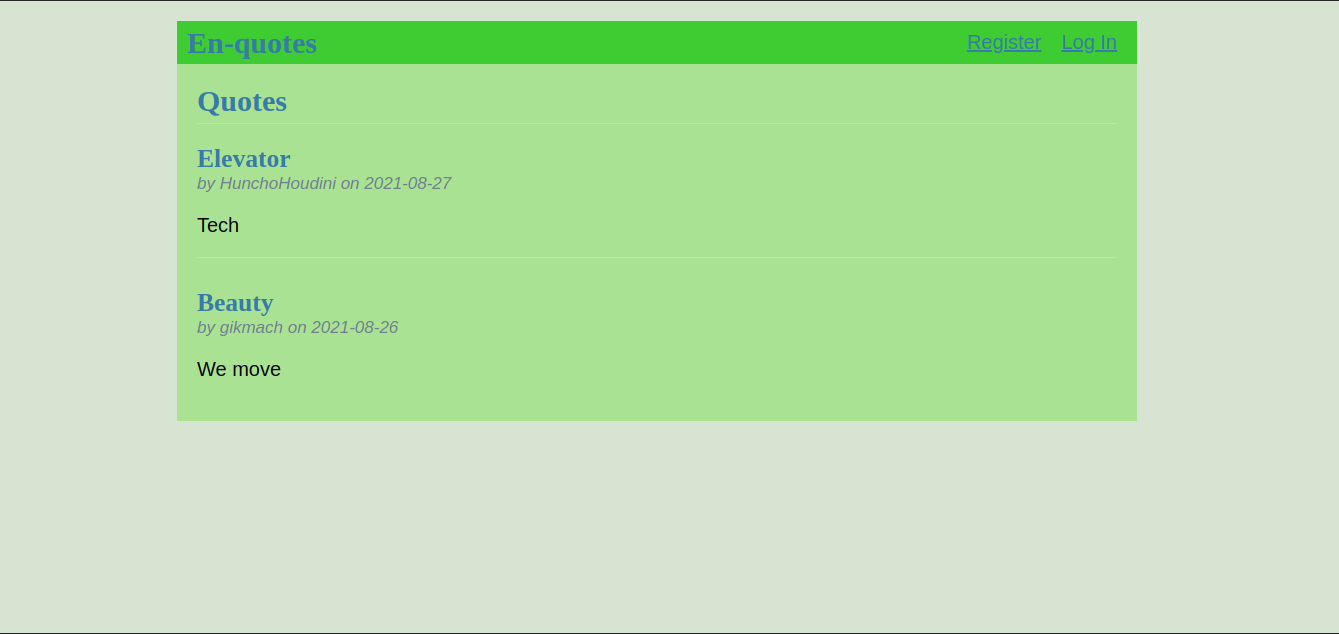 En-quotes
Register Log In
Quotes
Elevator
by HunchoHoudini on 2021-08-27
Tech
Beauty
by gikmach on 2021-08-26
We move